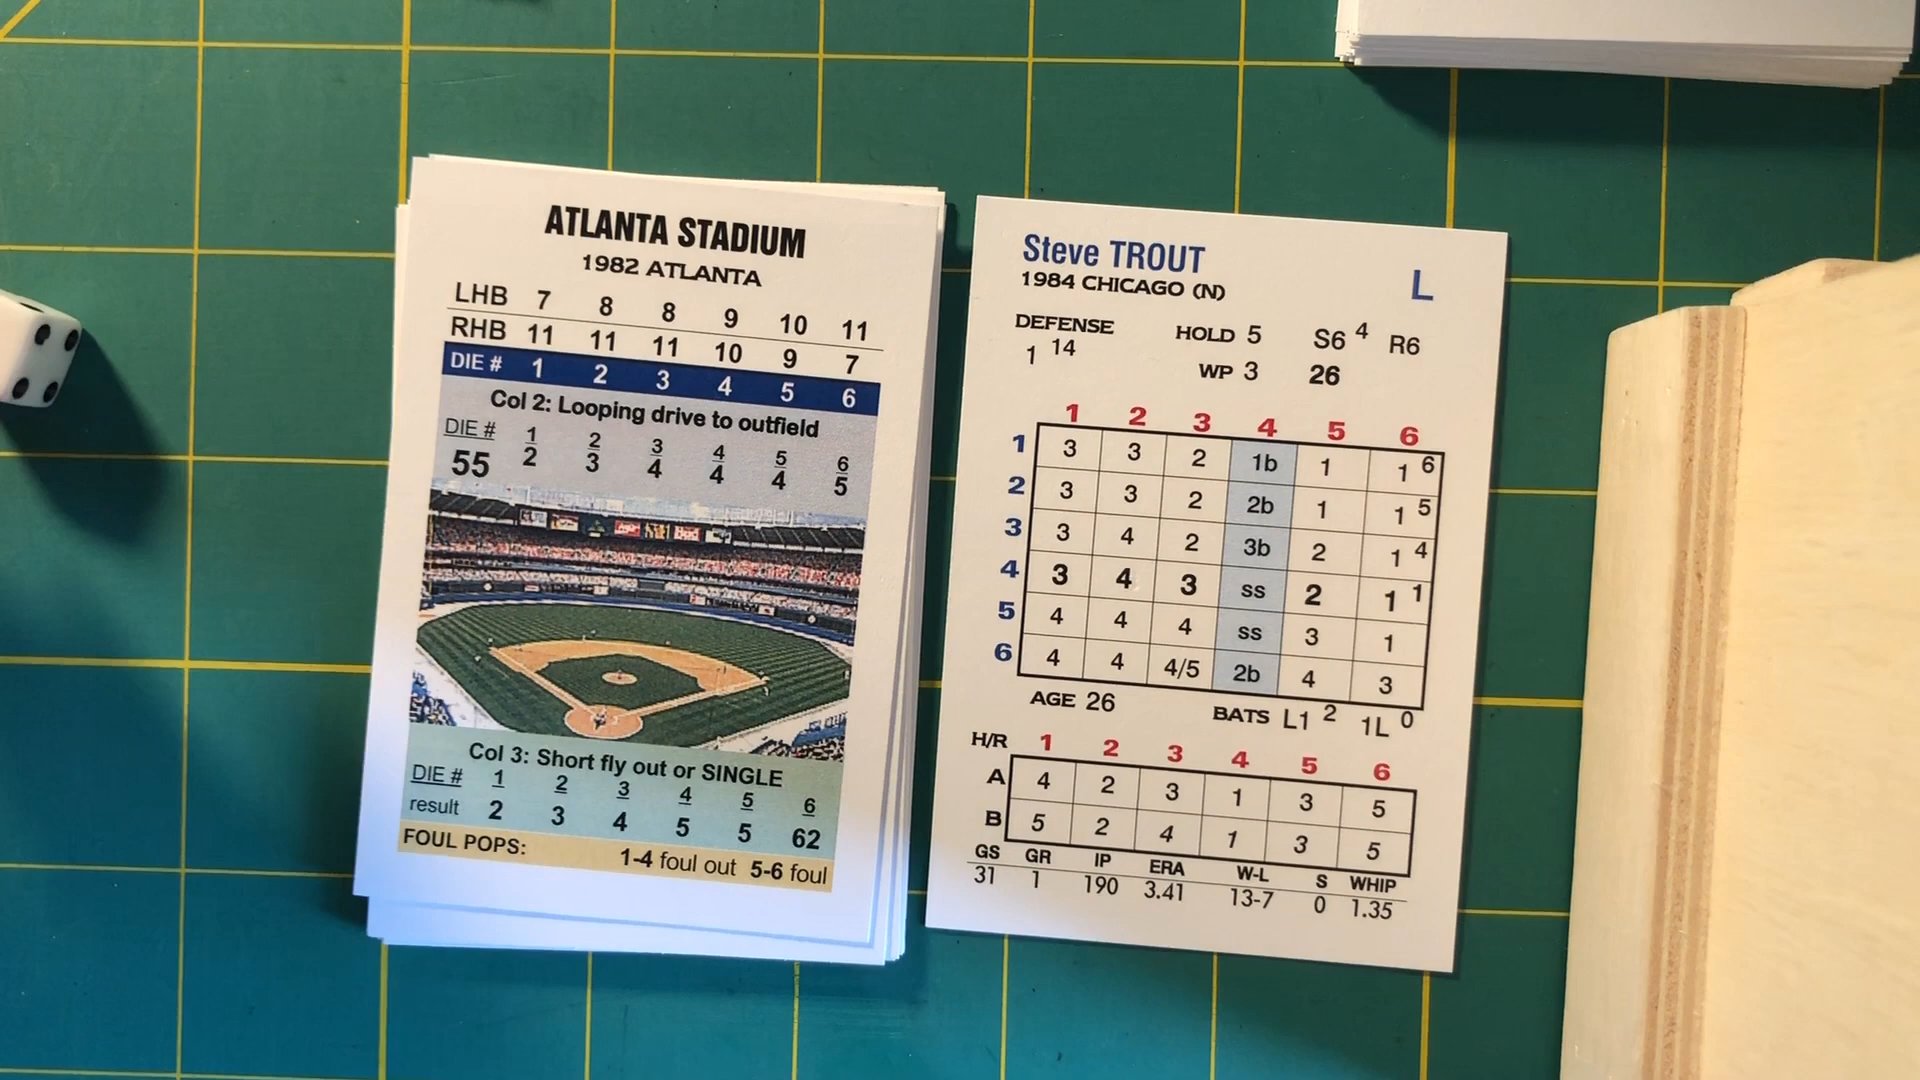 ATLANTA STADIUM
1982 ATLANTA
LHB 7 8 8 9 10 11
RHB 11 11 11 10 9 7
DIE # 1 2 3 4 5 6
Col 2: Looping drive to outfield
DIE # 1 2 3 4 5 6
55 2 3 4 4 4 5
Col 3: Short fly out or SINGLE
DIE # 1 2 3 4 5 6
result 2 3 4 5 5 62
FOUL POPS: 1-4 foul out 5-6 foul
Steve TROUT
1984 CHICAGO (N) L
DEFENSE HOLD 5 S6 4 R6
1 14 WP 3 26
1 2 3 4 5 6
1 3 3 2 1b 1 1 6
2 3 3 2 2b 1 1 5
3 3 4 2 3b 2 1 4
4 3 4 3 ss 2 1 1
5 4 4 4 ss 3 1
6 4 4 4/5 2b 4 3
AGE 26 BATS L1 2 1L 0
H/R 1 2 3 4 5 6
A 4 2 3 1 3 5
B 5 2 4 1 3 5
GS GR IP ERA W-L S WHIP
31 1 190 3.41 13-7 0 1.35